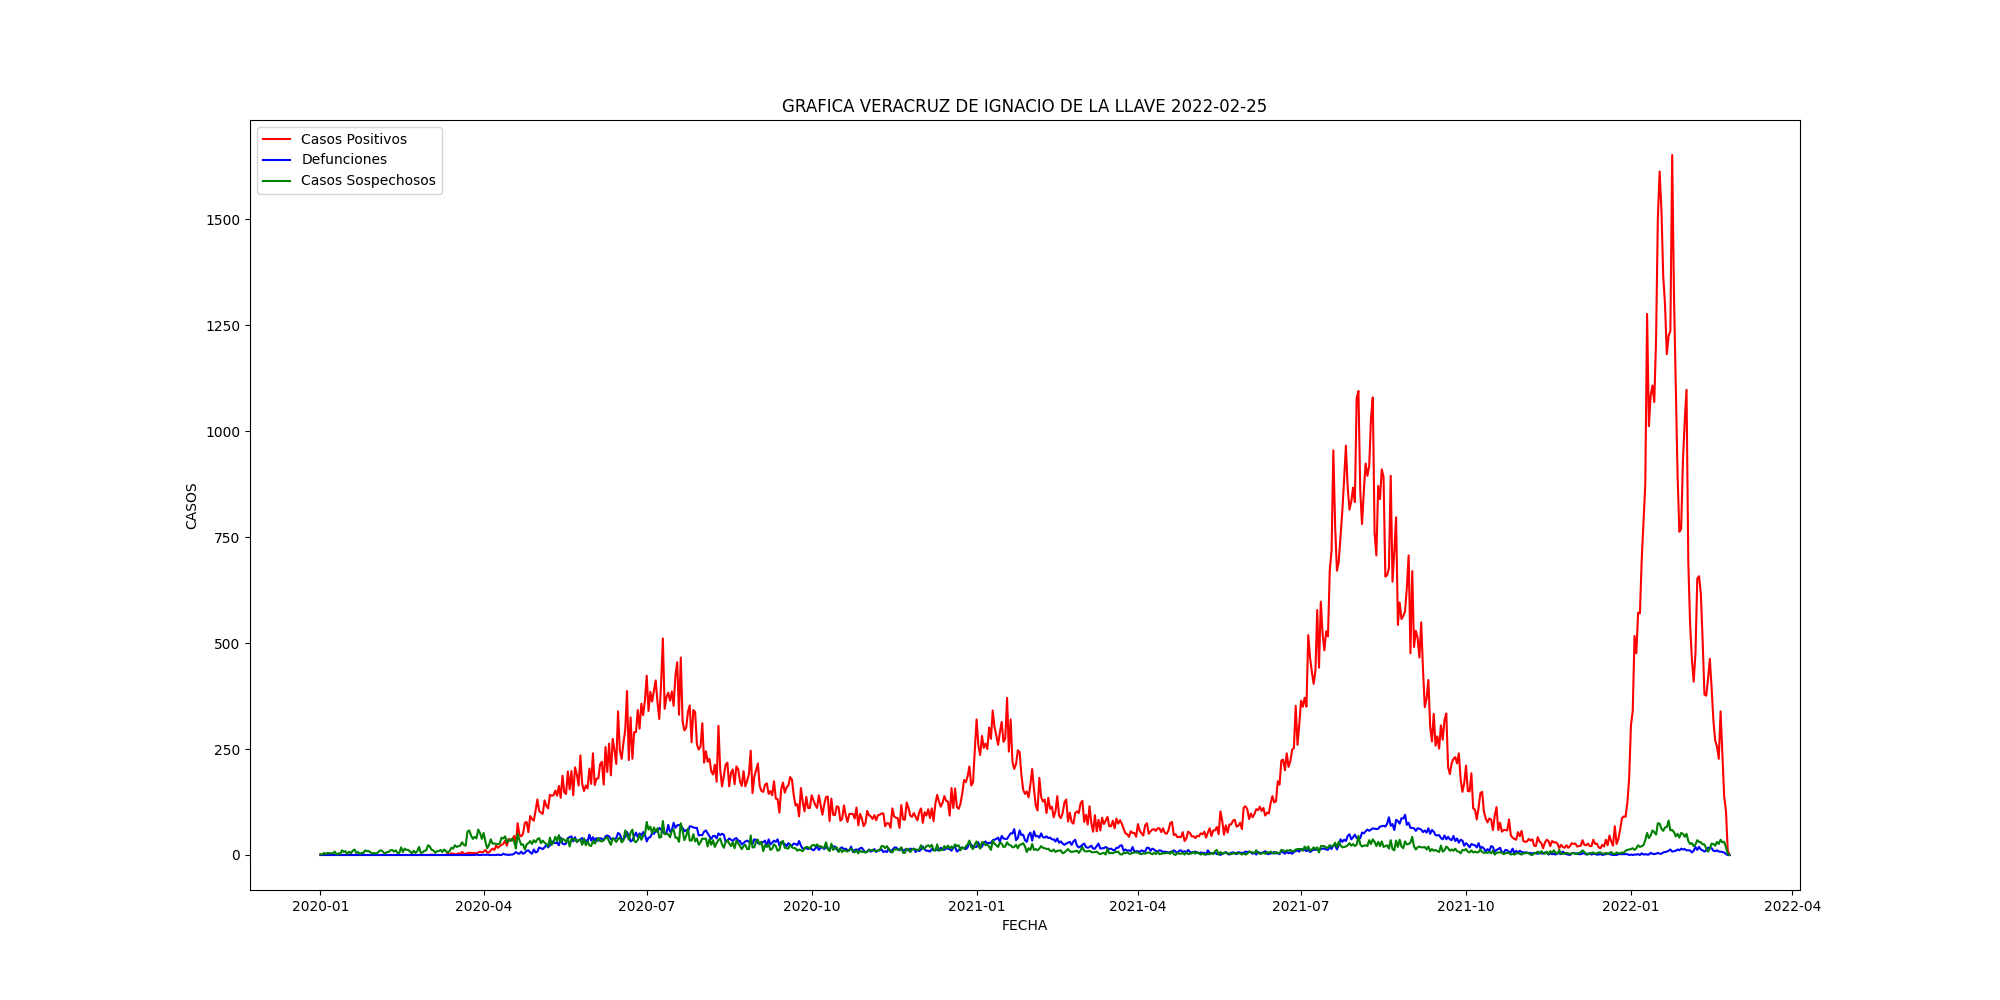 GRAFICA VERACRUZ DE IGNACIO DE LA LLAVE 2022-02-25
Casos Positivos
Defunciones
Casos Sospechosos
1500
1250
1000
750
500
250
0
CASOS
2020-01 2020-04 2020-07 2020-10 2021-01 2021-04 2021-07 2021-10 2022-01 2022-04
FECHA